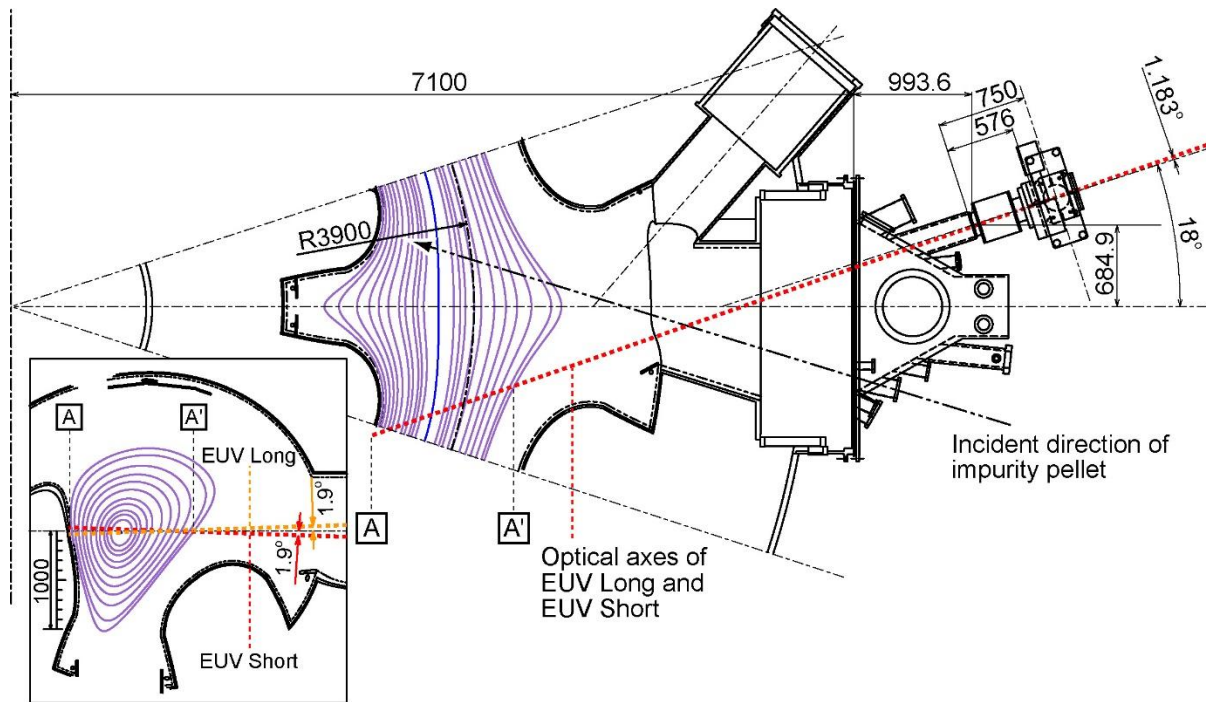 7100
993.6
750
576
1.183°
18°
684.9
R3900
Incident direction of
impurity pellet
A
A'
Optical axes of
EUV Long and
EUV Short
A
A'
EUV Long
1.9°
1.9°
1000
EUV Short